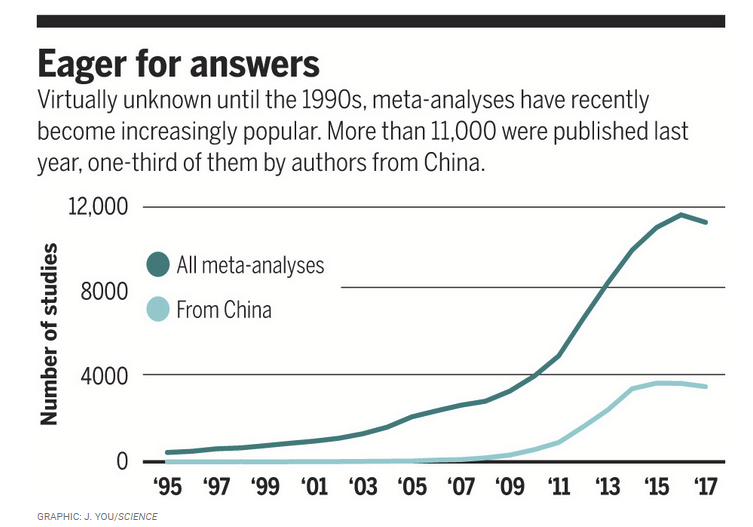 Eager for answers
Virtually unknown until the 1990s, meta-analyses have recently
become increasingly popular. More than 11,000 were published last
year, one-third of them by authors from China.
12,000
All meta-analyses
8000
From China
Number of studies
4000
0
‘95 ‘97 ‘99 ‘01 ‘03 ‘05 ‘07 ‘09 ‘11 ‘13 ‘15 ‘17
GRAPHIC: J. YOU/SCIENCE